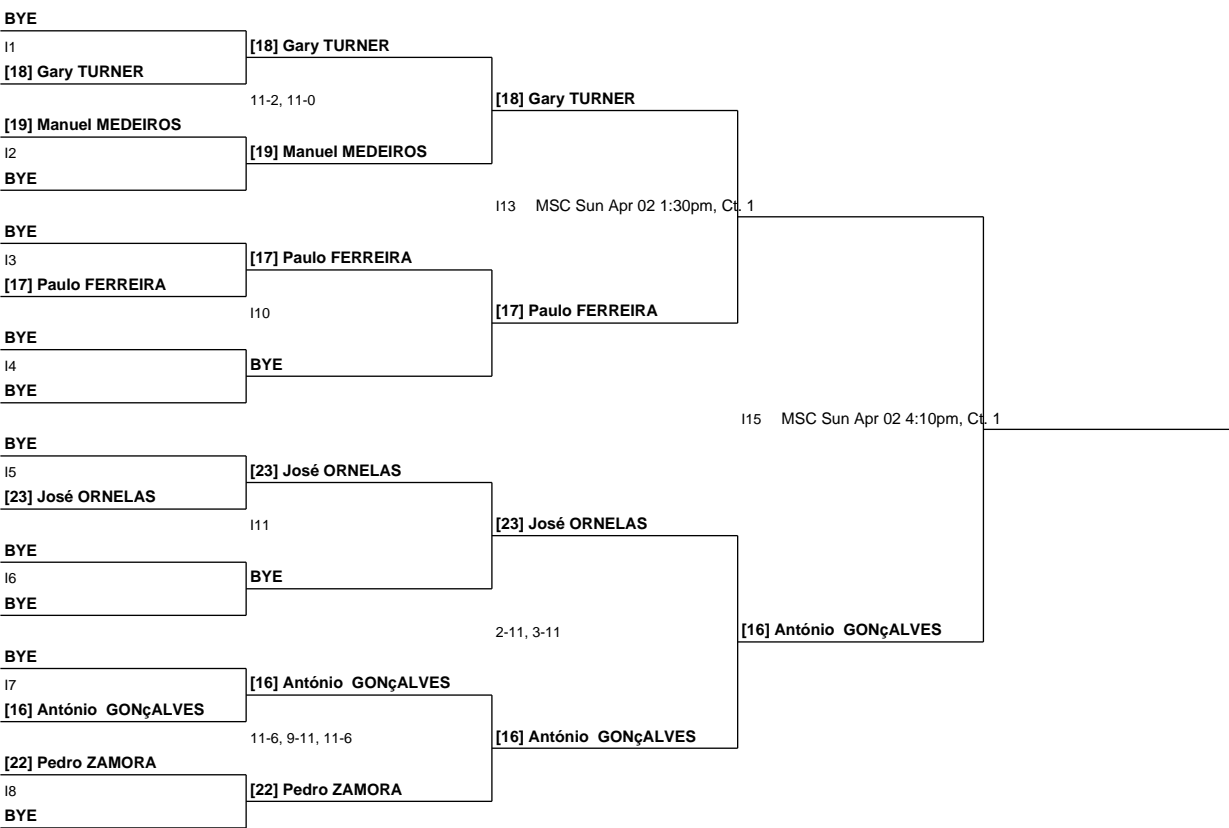 BYE
I1
[18] Gary TURNER
[18] Gary TURNER
11-2, 11-0
[18] Gary TURNER
[19] Manuel MEDEIROS
I2
[19] Manuel MEDEIROS
BYE
I13 MSC Sun Apr 02 1:30pm, Ct. 1
BYE
I3
[17] Paulo FERREIRA
[17] Paulo FERREIRA
I10
[17] Paulo FERREIRA
BYE
I4
BYE
BYE
I15 MSC Sun Apr 02 4:10pm, Ct. 1
BYE
I5
[23] José ORNELAS
[23] José ORNELAS
I11
[23] José ORNELAS
BYE
I6
BYE
BYE
2-11, 3-11
[16] António  GONçALVES
BYE
I7
[16] António  GONçALVES
[16] António  GONçALVES
11-6, 9-11, 11-6
[16] António  GONçALVES
[22] Pedro ZAMORA
I8
[22] Pedro ZAMORA
BYE